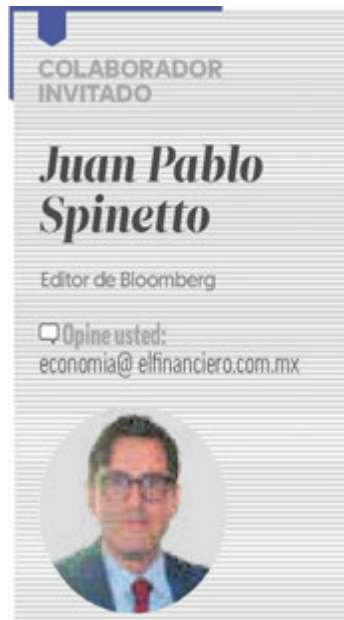 COLABORADOR
INVITADO
Juan Pablo
Spinetto
Editor de Bloomberg
Opine usted:
economia@ elfinanciero.com.mx